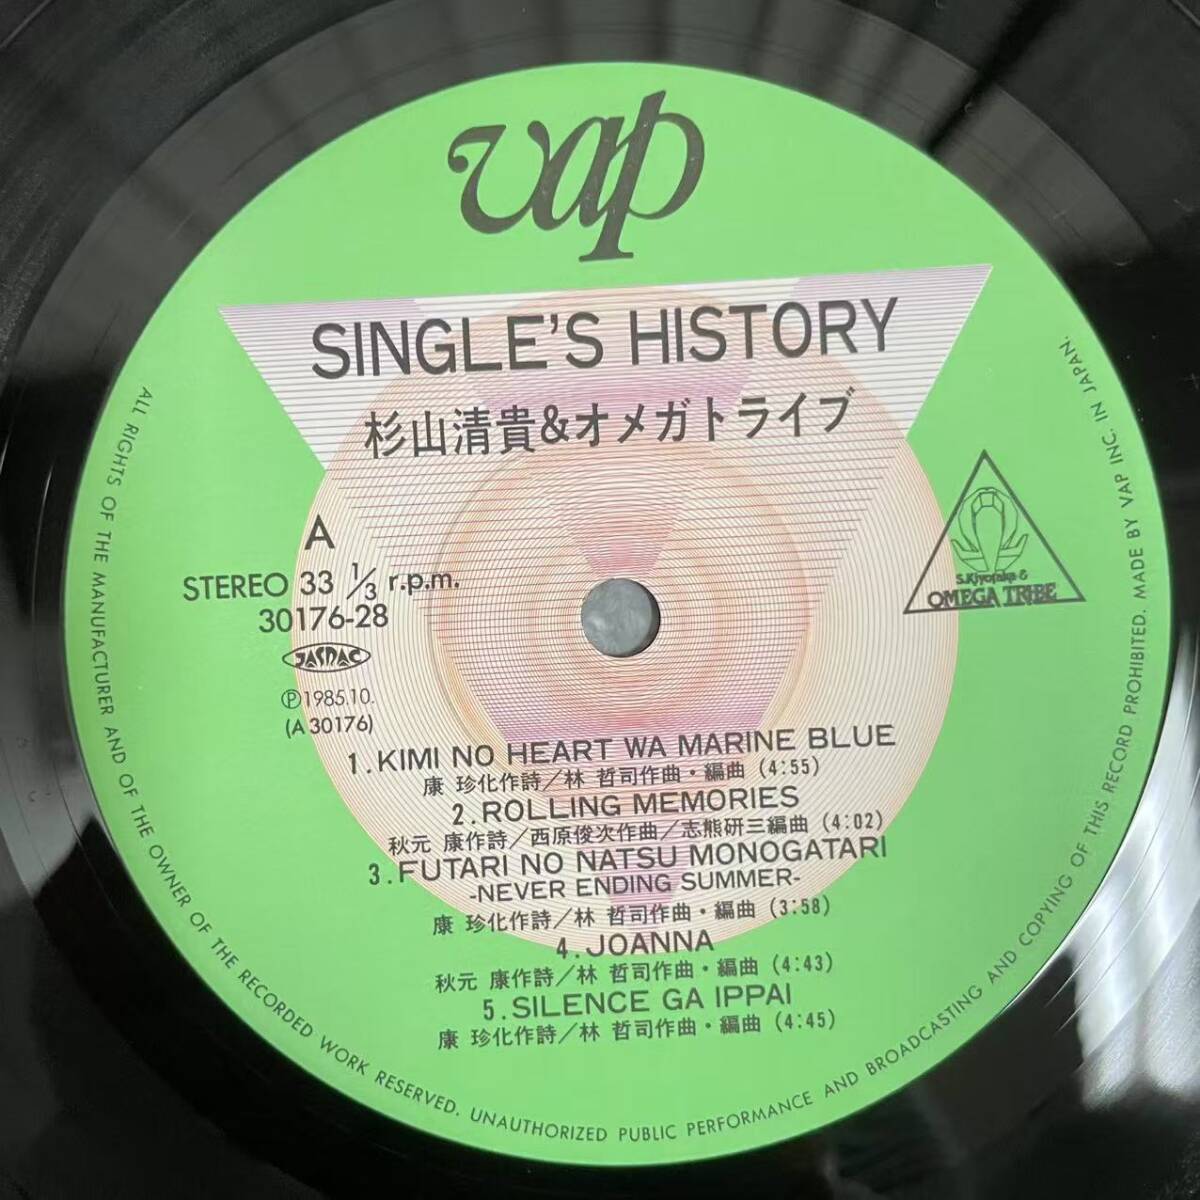 vap
SINGLE'S HISTORY
杉山清貴&オメガトライブ
A
STEREO 33 1/3 r.p.m.
30176-28
JASRAC
Ⓟ1985.10.
(A 30176)
S.Kiyotaka &
OMEGA TRIBE
1.KIMI NO HEART WA MARINE BLUE
康 珍化作詩/林 哲司作曲・編曲 (4:55)
2.ROLLING MEMORIES
秋元 康作詩/西原俊次作曲/志熊研三編曲 (4:02)
3.FUTARI NO NATSU MONOGATARI
-NEVER ENDING SUMMER-
康 珍化作詩/林 哲司作曲・編曲 (3:58)
4.JOANNA
秋元 康作詩/林 哲司作曲・編曲 (4:43)
5.SILENCE GA IPPAI
康 珍化作詩/林 哲司作曲・編曲 (4:45)
ALL RIGHTS OF THE MANUFACTURER AND OF THE OWNER OF THE RECORDED WORK RESERVED. UNAUTHORIZED PUBLIC PERFORMANCE AND BROADCASTING AND COPYING OF THIS RECORD PROHIBITED. MADE BY VAP INC. IN JAPAN.